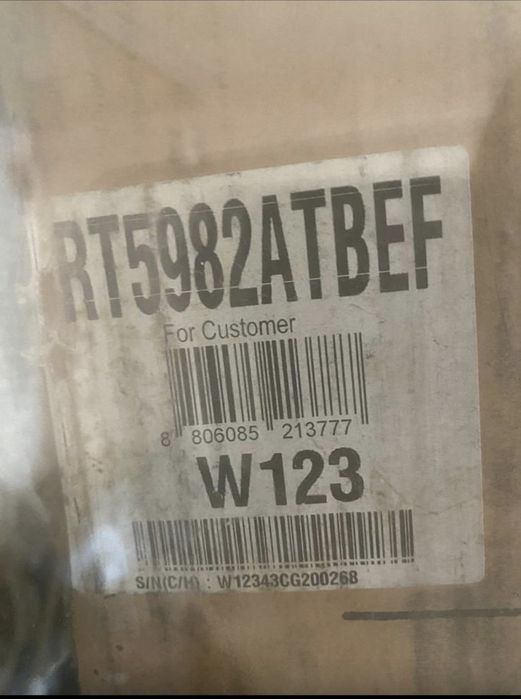 RT5982ATBEF
For Customer
8 806085 213777
W123
S/N(C/H) : W12343CG200268